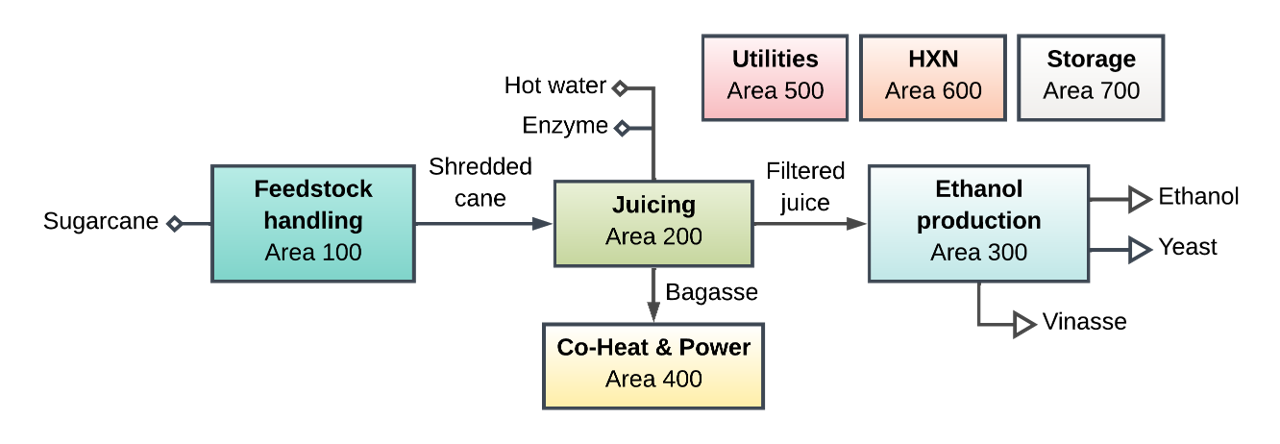 Utilities
Area 500
HXN
Area 600
Storage
Area 700
Hot water
Enzyme
Sugarcane
Feedstock
handling
Area 100
Shredded
cane
Juicing
Area 200
Filtered
juice
Ethanol
production
Area 300
Ethanol
Yeast
Vinasse
Bagasse
Co-Heat & Power
Area 400